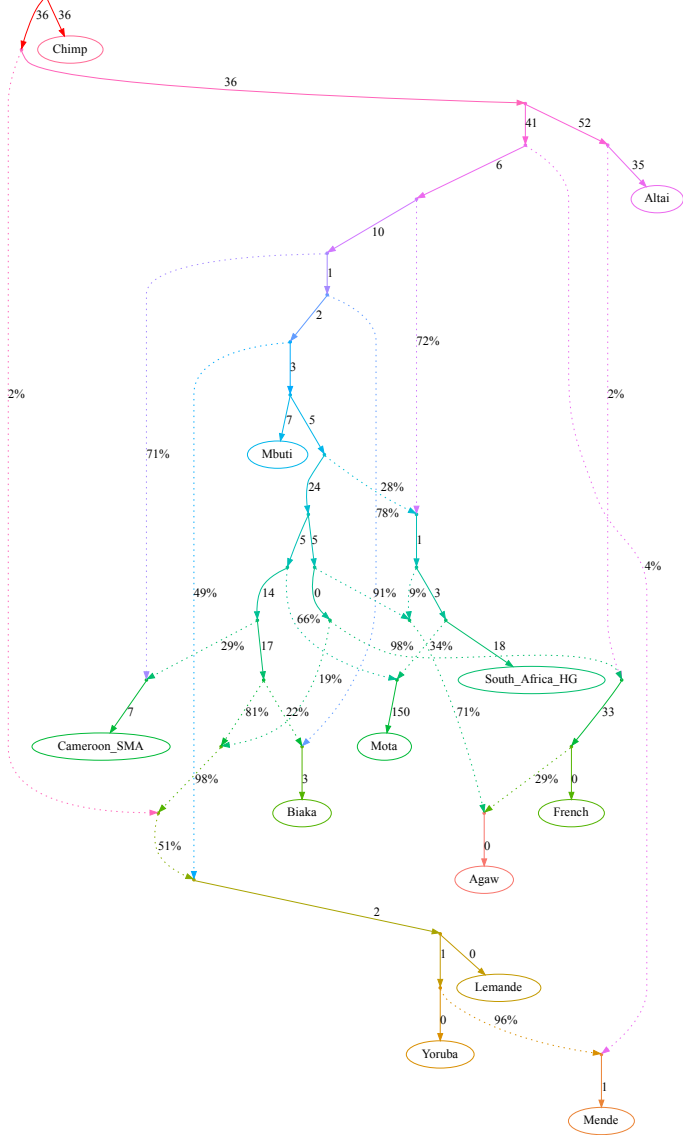 36 36
Chimp
36
41 52
6 35
Altai
10
1
2
72%
3
2% 2%
7 5
Mbuti
71%
28%
24
78%
5 5 1
4%
14 0 91% 9% 3
49%
66%
29% 17 98% 34% 18
19% South_Africa_HG
7 81% 22% 150 71% 33
Cameroon_SMA Mota
98% 3 29% 0
Biaka French
51% 0
Agaw
2
1 0
Lemande
0 96%
Yoruba
1
Mende